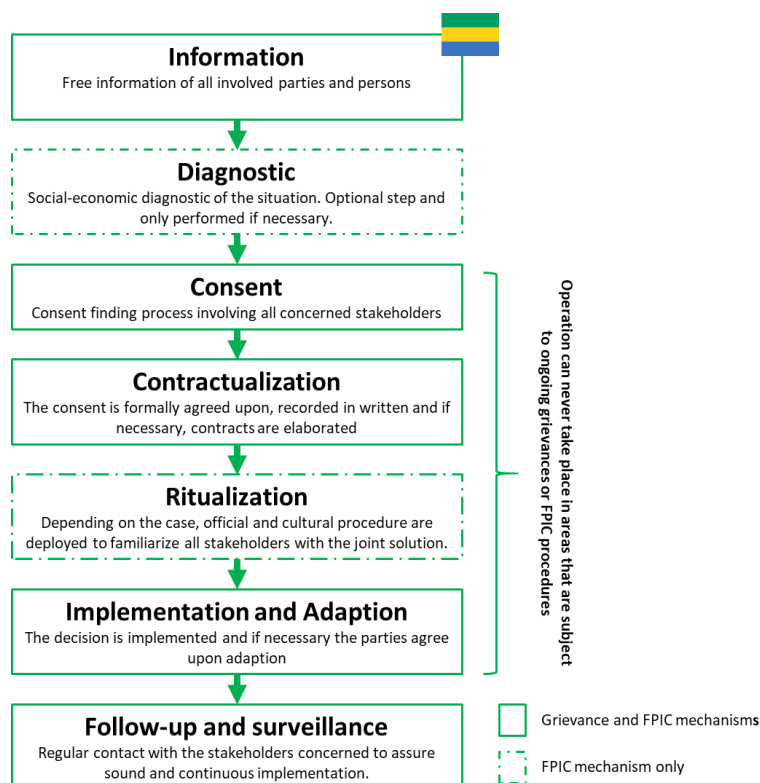 Information
Free information of all involved parties and persons
Diagnostic
Social-economic diagnostic of the situation. Optional step and
only performed if necessary.
Consent
Consent finding process involving all concerned stakeholders
Contractualization
The consent is formally agreed upon, recorded in written and if
necessary, contracts are elaborated
Ritualization
Depending on the case, official and cultural procedure are
deployed to familiarize all stakeholders with the joint solution.
Implementation and Adaption
The decision is implemented and if necessary the parties agree
upon adaption
Follow-up and surveillance
Regular contact with the stakeholders concerned to assure
sound and continuous implementation.
Operation can never take place in areas that are subject
to ongoing grievances or FPIC procedures
Grievance and FPIC mechanisms
FPIC mechanism only